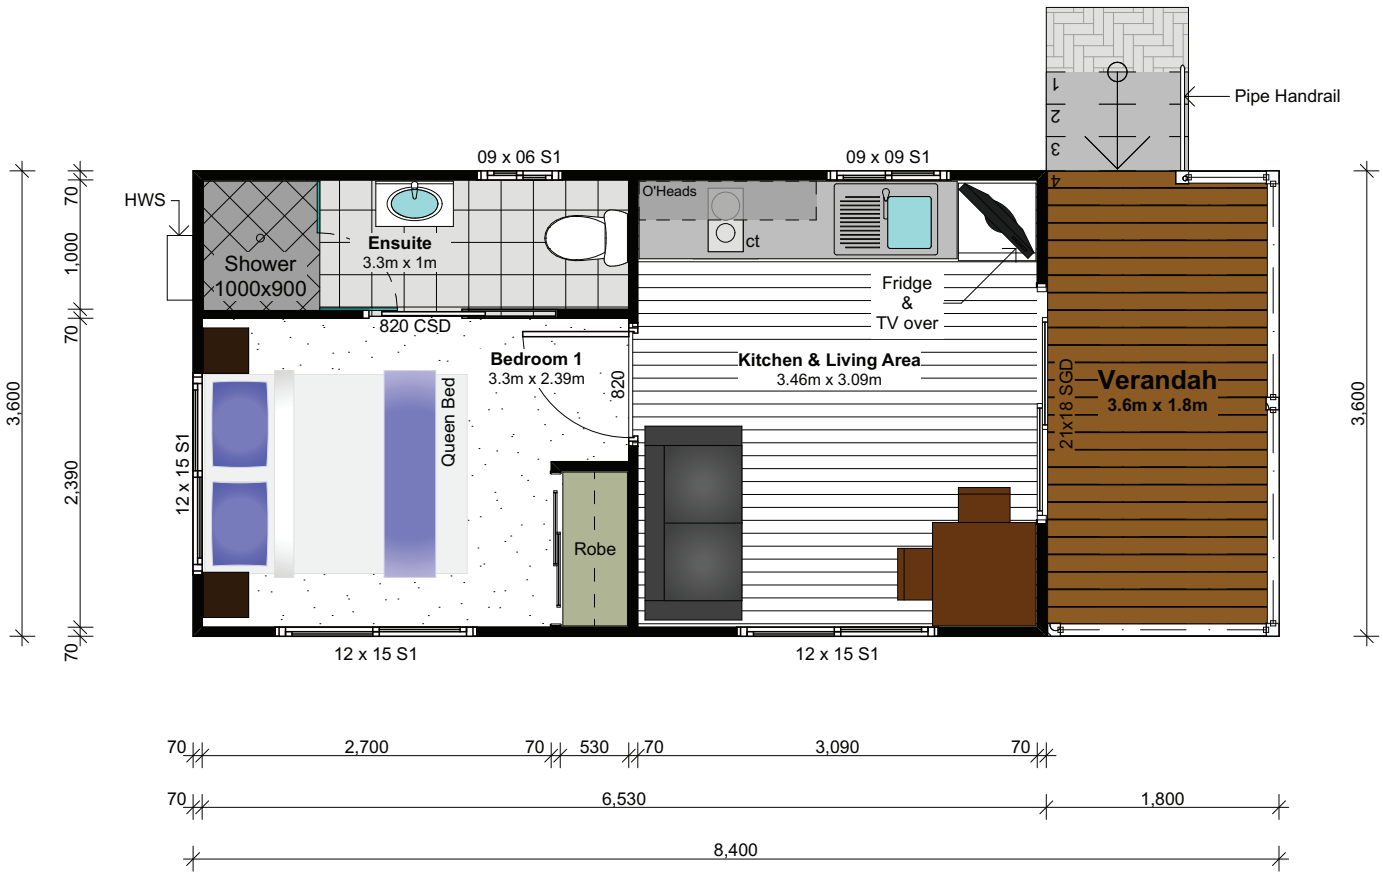 1
2
3
4
Pipe Handrail
09 x 06 S1
09 x 09 S1
HWS
O'Heads
ct
Ensuite
3.3m x 1m
Shower
1000x900
820 CSD
Fridge
&
TV over
Bedroom 1
3.3m x 2.39m
820
Kitchen & Living Area
3.46m x 3.09m
21x18 SGD
Verandah
3.6m x 1.8m
Queen Bed
12 x 15 S1
Robe
12 x 15 S1
12 x 15 S1
3,600
70
1,000
70
2,390
70
3,600
70
2,700
70
530
70
3,090
70
70
6,530
1,800
8,400